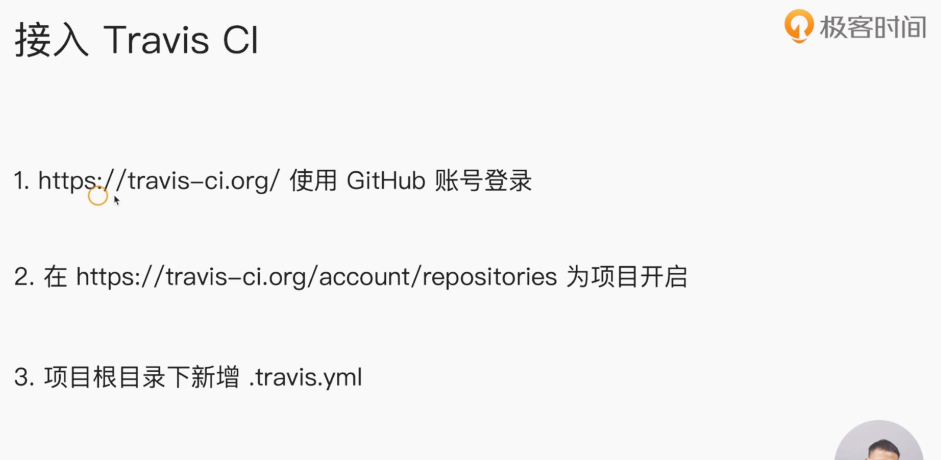 接入 Travis CI
极客时间
1. https://travis-ci.org/ 使用 GitHub 账号登录
2. 在 https://travis-ci.org/account/repositories 为项目开启
3. 项目根目录下新增 .travis.yml